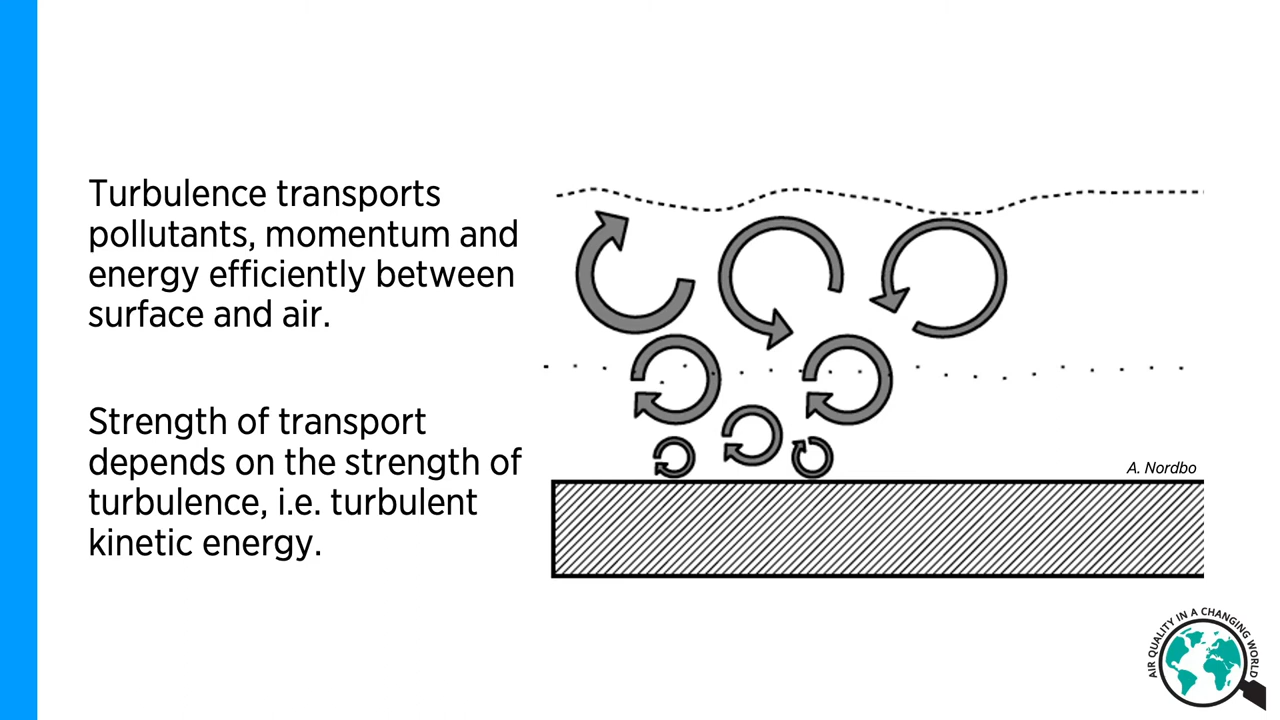 Turbulence transports
pollutants, momentum and
energy efficiently between
surface and air.
Strength of transport
depends on the strength of
turbulence, i.e. turbulent
kinetic energy.
A. Nordbo
AIR QUALITY IN A CHANGING WORLD